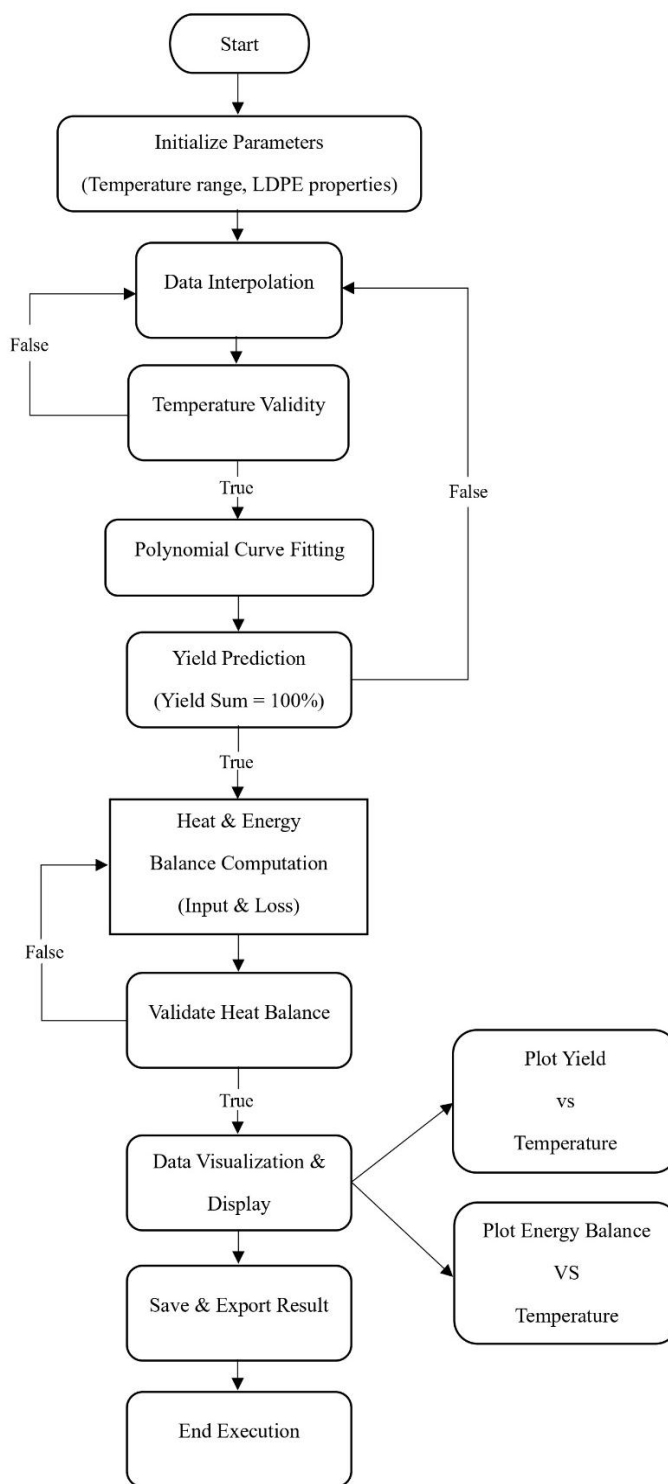 Start
Initialize Parameters
(Temperature range, LDPE properties)
Data Interpolation
False
Temperature Validity
True
False
Polynomial Curve Fitting
Yield Prediction
(Yield Sum = 100%)
True
Heat & Energy
Balance Computation
(Input & Loss)
False
Validate Heat Balance
True
Plot Yield
vs
Temperature
Data Visualization &
Display
Plot Energy Balance
VS
Temperature
Save & Export Result
End Execution